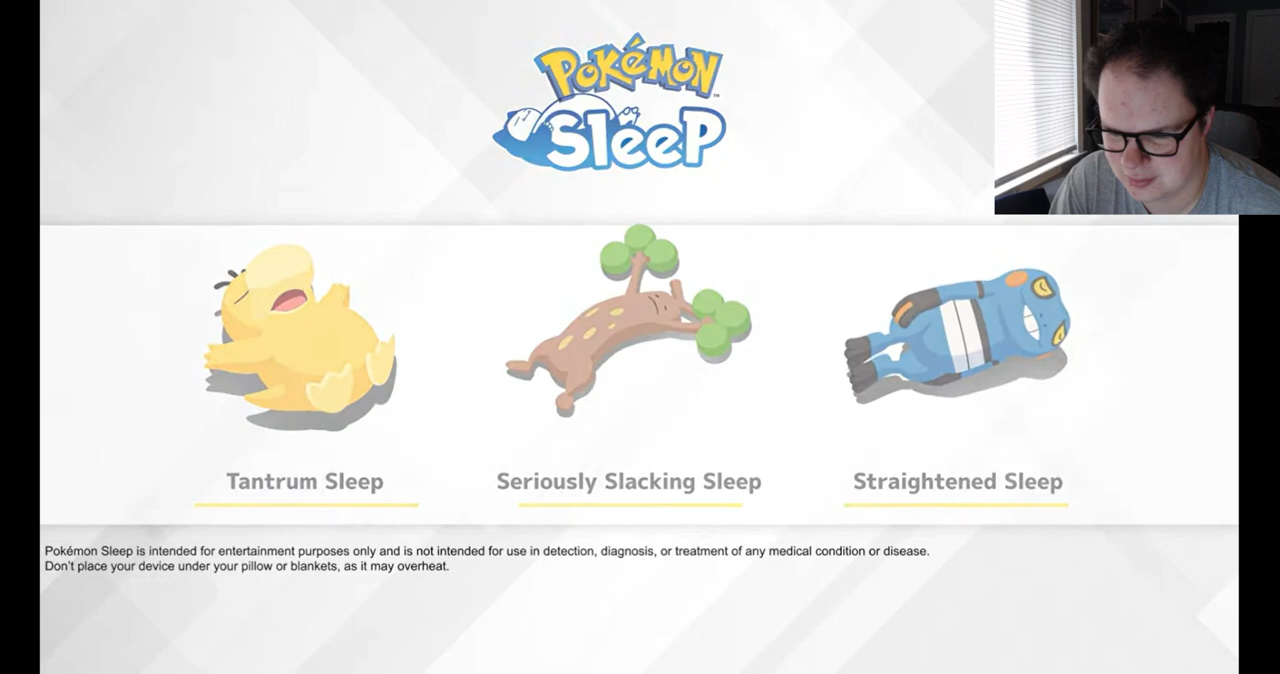 POKéMON
Sleep
Tantrum Sleep
Seriously Slacking Sleep
Straightened Sleep
Pokémon Sleep is intended for entertainment purposes only and is not intended for use in detection, diagnosis, or treatment of any medical condition or disease.
Don't place your device under your pillow or blankets, as it may overheat.